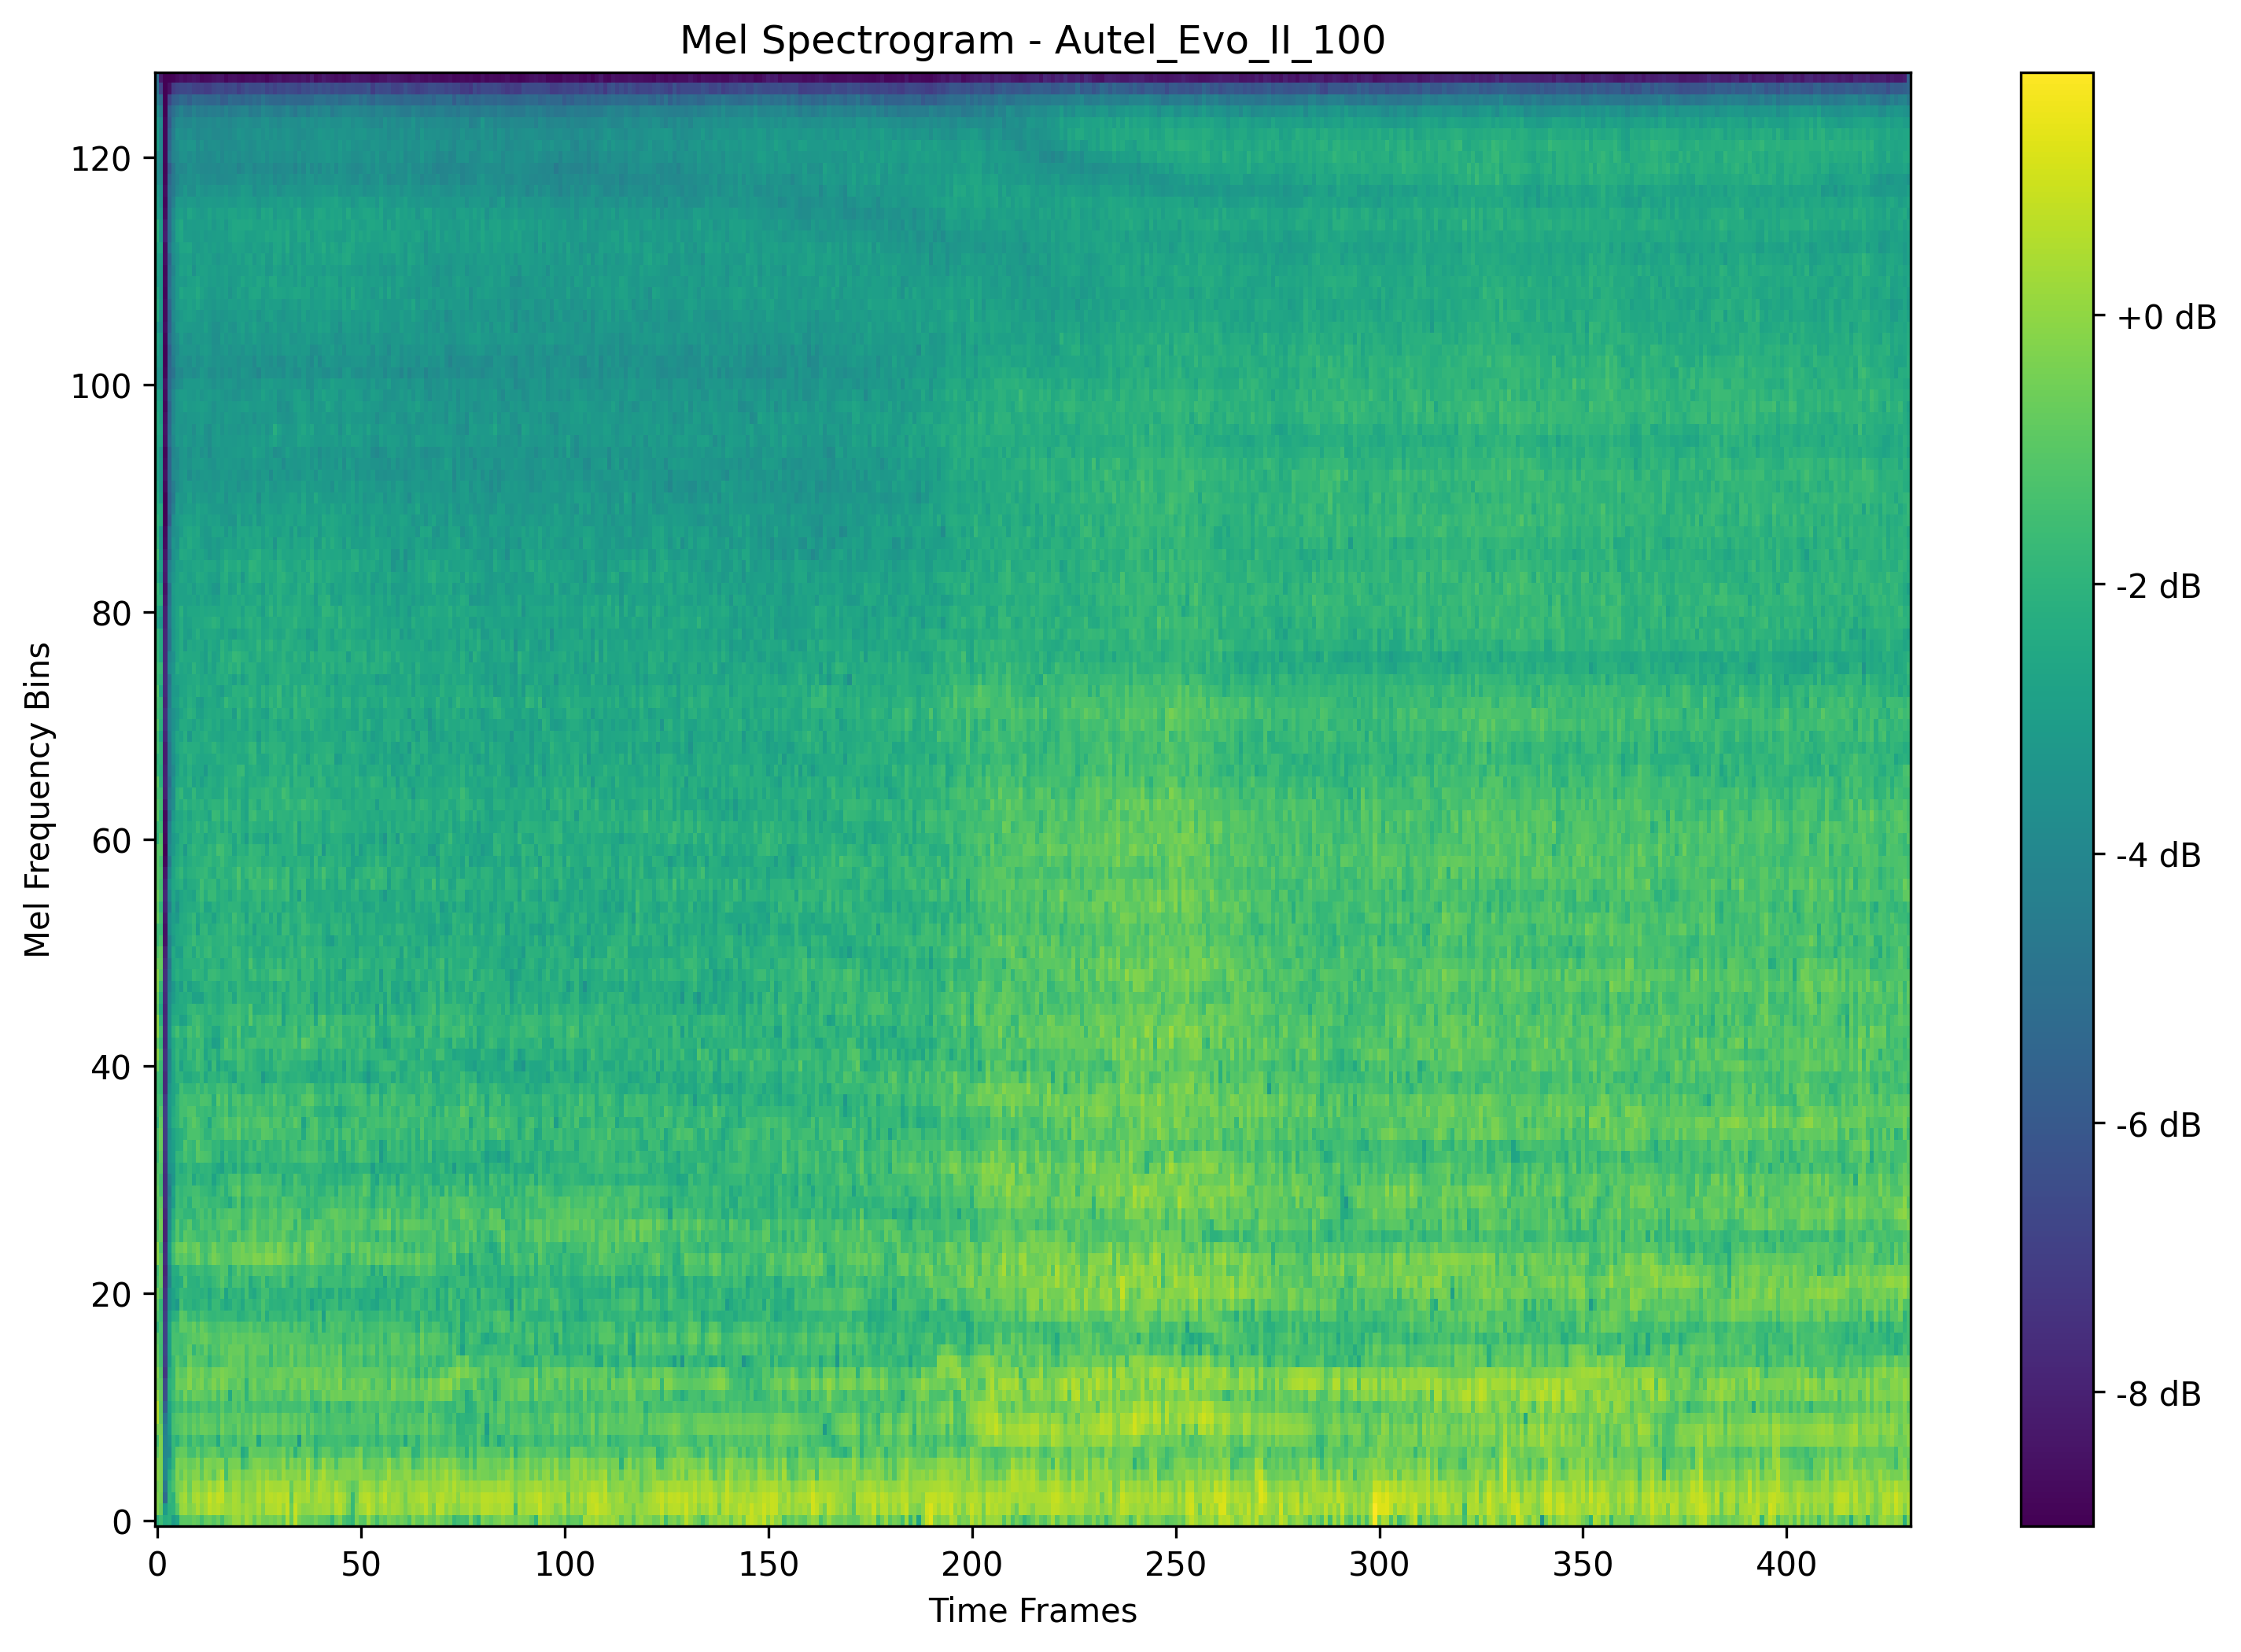 Mel Spectrogram - Autel_Evo_II_100
Mel Frequency Bins
120
100
80
60
40
20
0
0 50 100 150 200 250 300 350 400
Time Frames
+0 dB
-2 dB
-4 dB
-6 dB
-8 dB